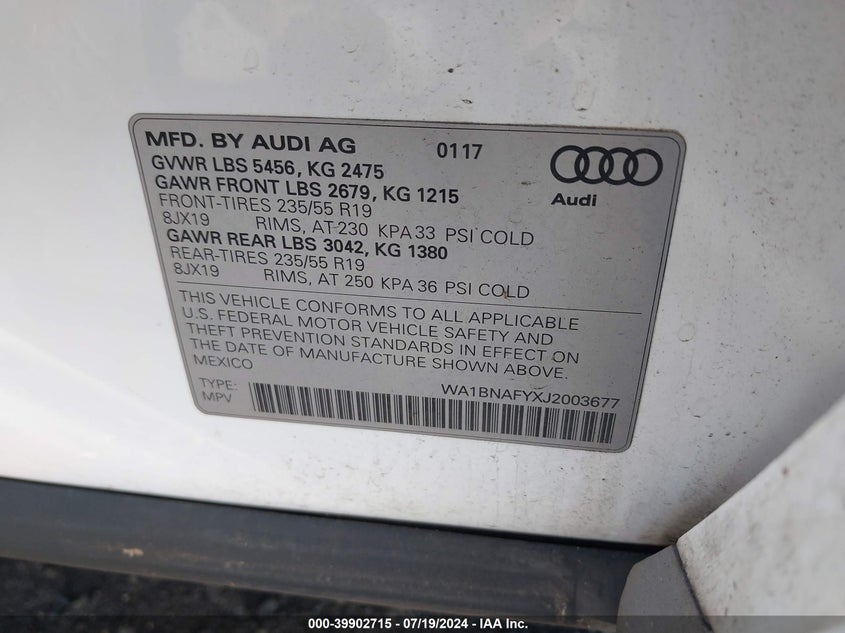 MFD. BY AUDI AG 0117
GVWR LBS 5456, KG 2475
GAWR FRONT LBS 2679, KG 1215
FRONT-TIRES 235/55 R19
8JX19 RIMS, AT 230 KPA 33 PSI COLD
GAWR REAR LBS 3042, KG 1380
REAR-TIRES 235/55 R19
8JX19 RIMS, AT 250 KPA 36 PSI COLD
Audi
THIS VEHICLE CONFORMS TO ALL APPLICABLE
U.S. FEDERAL MOTOR VEHICLE SAFETY AND
THEFT PREVENTION STANDARDS IN EFFECT ON
THE DATE OF MANUFACTURE SHOWN ABOVE.
MEXICO
TYPE: WA1BNAFYXJ2003677
MPV
000-39902715 - 07/19/2024 - IAA Inc.